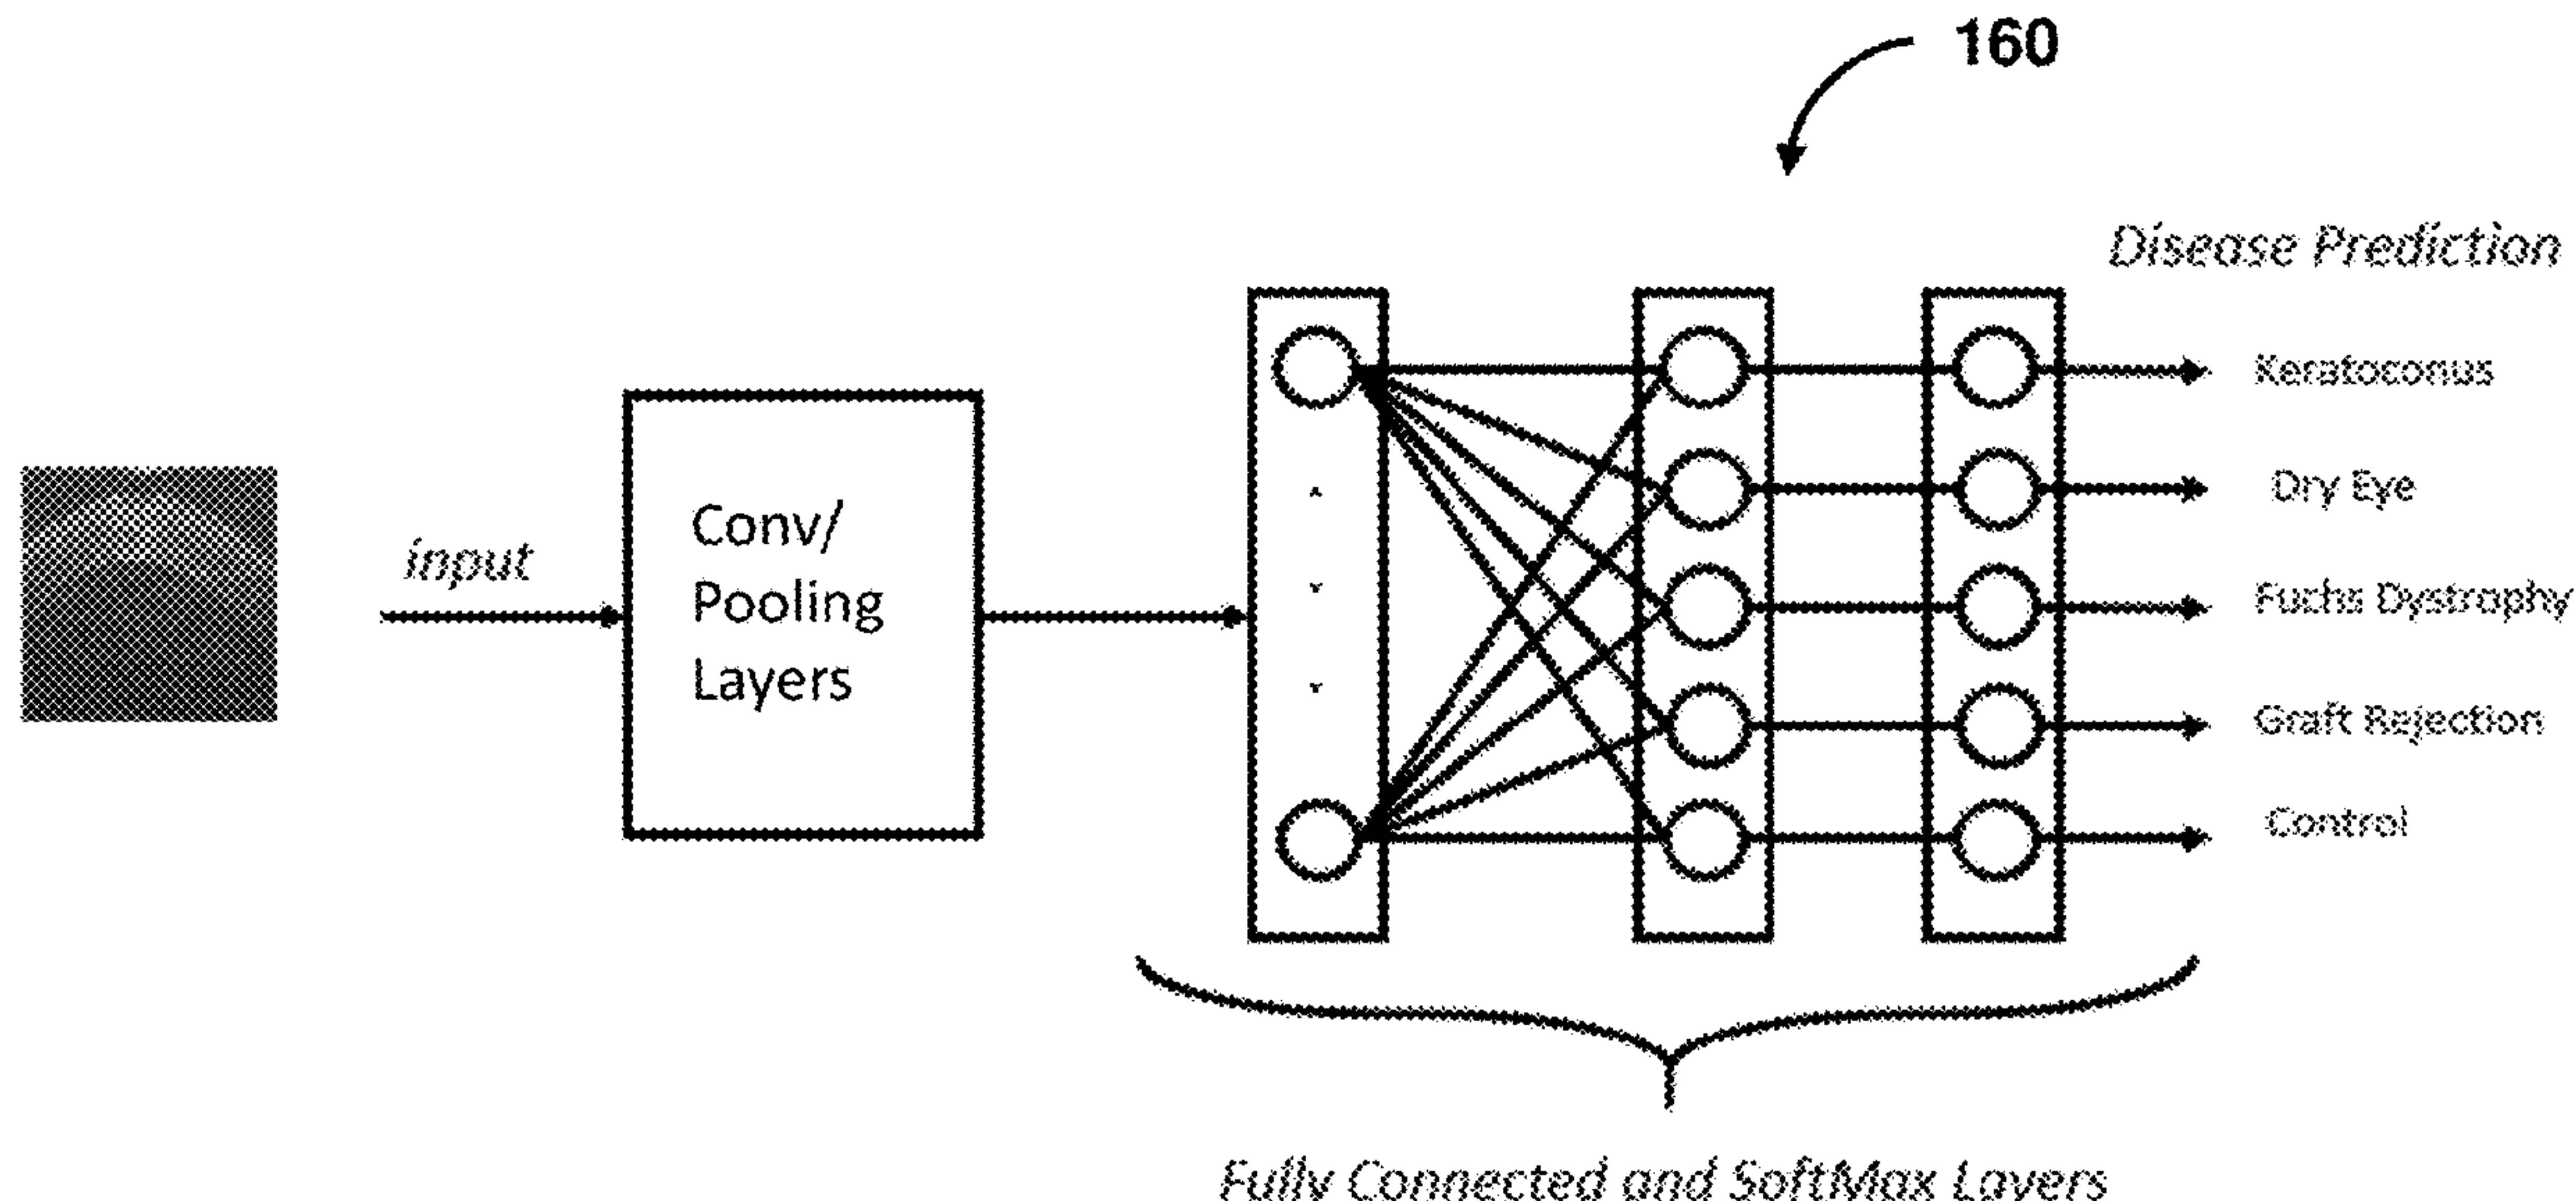 160
Disease Prediction
Keratoconus
input
Conv/
Pooling
Layers
Dry Eye
Fuchs Dystrophy
Graft Rejection
Control
Fully Connected and SoftMax Layers